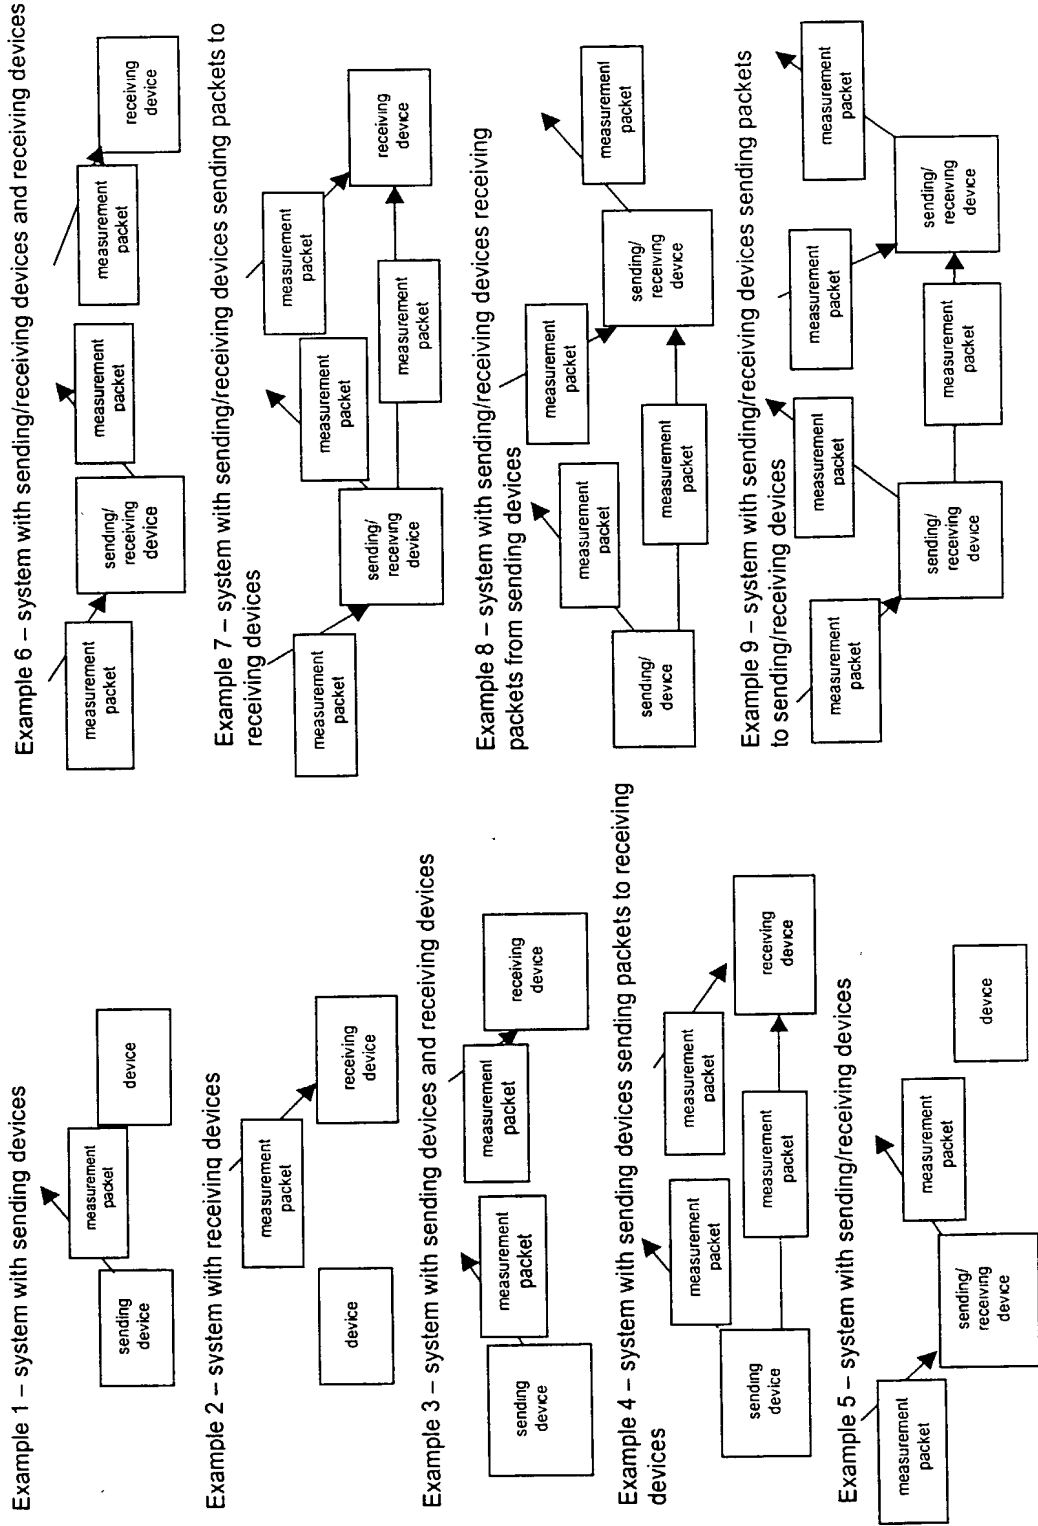 Example 1 – system with sending devices
sending
device
measurement
packet
device
Example 2 – system with receiving devices
device
measurement
packet
receiving
device
Example 3 – system with sending devices and receiving devices
sending
device
measurement
packet
measurement
packet
receiving
device
Example 4 – system with sending devices sending packets to receiving
devices
sending
device
measurement
packet
measurement
packet
measurement
packet
receiving
device
Example 5 – system with sending/receiving devices
measurement
packet
sending/
receiving
device
measurement
packet
device
Example 6 – system with sending/receiving devices and receiving devices
measurement
packet
sending/
receiving
device
measurement
packet
measurement
packet
receiving
device
Example 7 – system with sending/receiving devices sending packets to
receiving devices
measurement
packet
sending/
receiving
device
measurement
packet
measurement
packet
measurement
packet
receiving
device
Example 8 – system with sending/receiving devices receiving
packets from sending devices
sending/
device
measurement
packet
measurement
packet
measurement
packet
sending/
receiving
device
measurement
packet
Example 9 – system with sending/receiving devices sending packets
to sending/receiving devices
measurement
packet
sending/
receiving
device
measurement
packet
measurement
packet
measurement
packet
sending/
receiving
device
measurement
packet